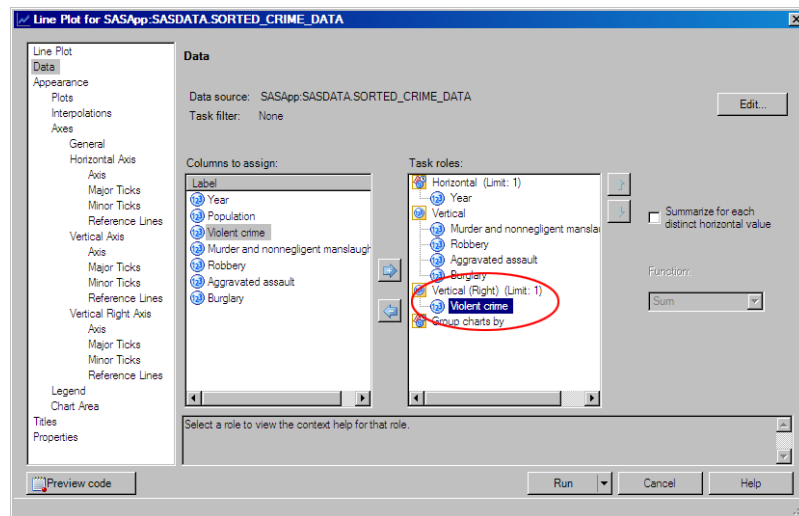 Line Plot for SASApp:SASDATA.SORTED_CRIME_DATA
Line Plot
Data
Appearance
Plots
Interpolations
Axes
General
Horizontal Axis
Axis
Major Ticks
Minor Ticks
Reference Lines
Vertical Axis
Axis
Major Ticks
Minor Ticks
Reference Lines
Vertical Right Axis
Axis
Major Ticks
Minor Ticks
Reference Lines
Legend
Chart Area
Titles
Properties
Data
Data source: SASApp:SASDATA.SORTED_CRIME_DATA
Task filter: None
Edit...
Columns to assign:
Label
Year
Population
Violent crime
Murder and nonnegligent manslaugh
Robbery
Aggravated assault
Burglary
Task roles:
Horizontal (Limit: 1)
Year
Vertical
Murder and nonnegligent manslau
Robbery
Aggravated assault
Burglary
Vertical (Right) (Limit: 1)
Violent crime
Group charts by
Summarize for each
distinct horizontal value
Function:
Sum
Select a role to view the context help for that role.
Preview code
Run
Cancel
Help